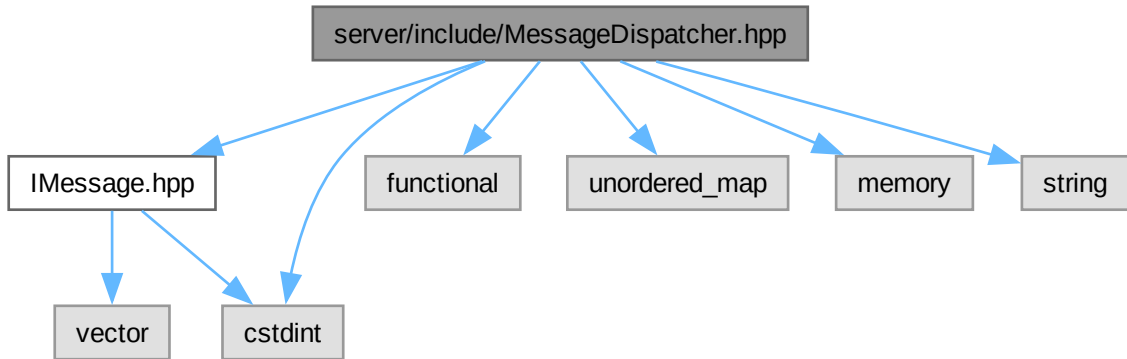 server/include/MessageDispatcher.hpp
IMessage.hpp
functional
unordered_map
memory
string
vector
cstdint